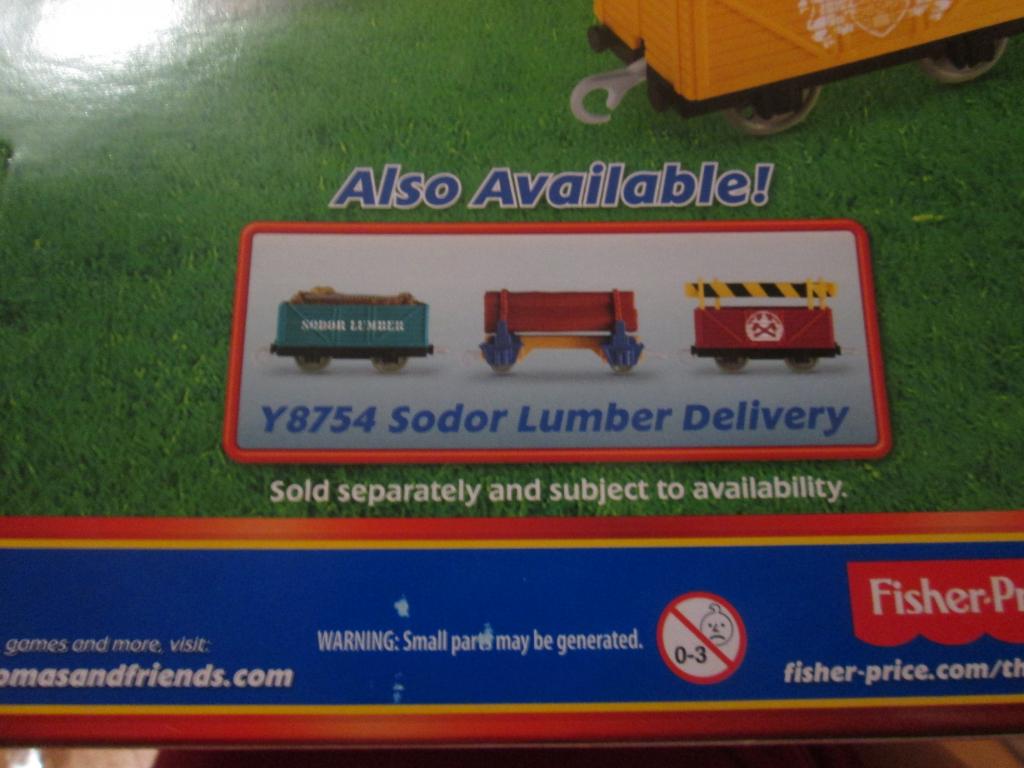 Also Available!
SODOR LUMBER
Y8754 Sodor Lumber Delivery
Sold separately and subject to availability.
games and more, visit:
omasandfriends.com
WARNING: Small parts may be generated.
0-3
Fisher-Pr
fisher-price.com/th